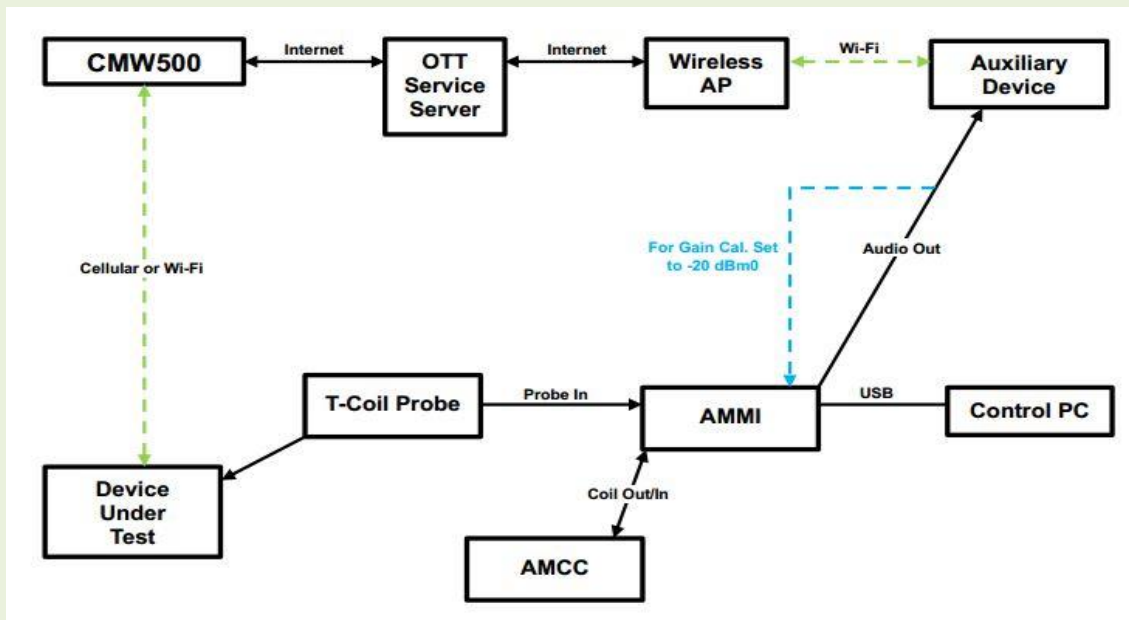 CMW500
Internet
OTT
Service
Server
Internet
Wireless
AP
Wi-Fi
Auxiliary
Device
For Gain Cal. Set
to -20 dBm0
Audio Out
Cellular or Wi-Fi
T-Coil Probe
Probe In
AMMI
USB
Control PC
Device
Under
Test
Coil Out/In
AMCC